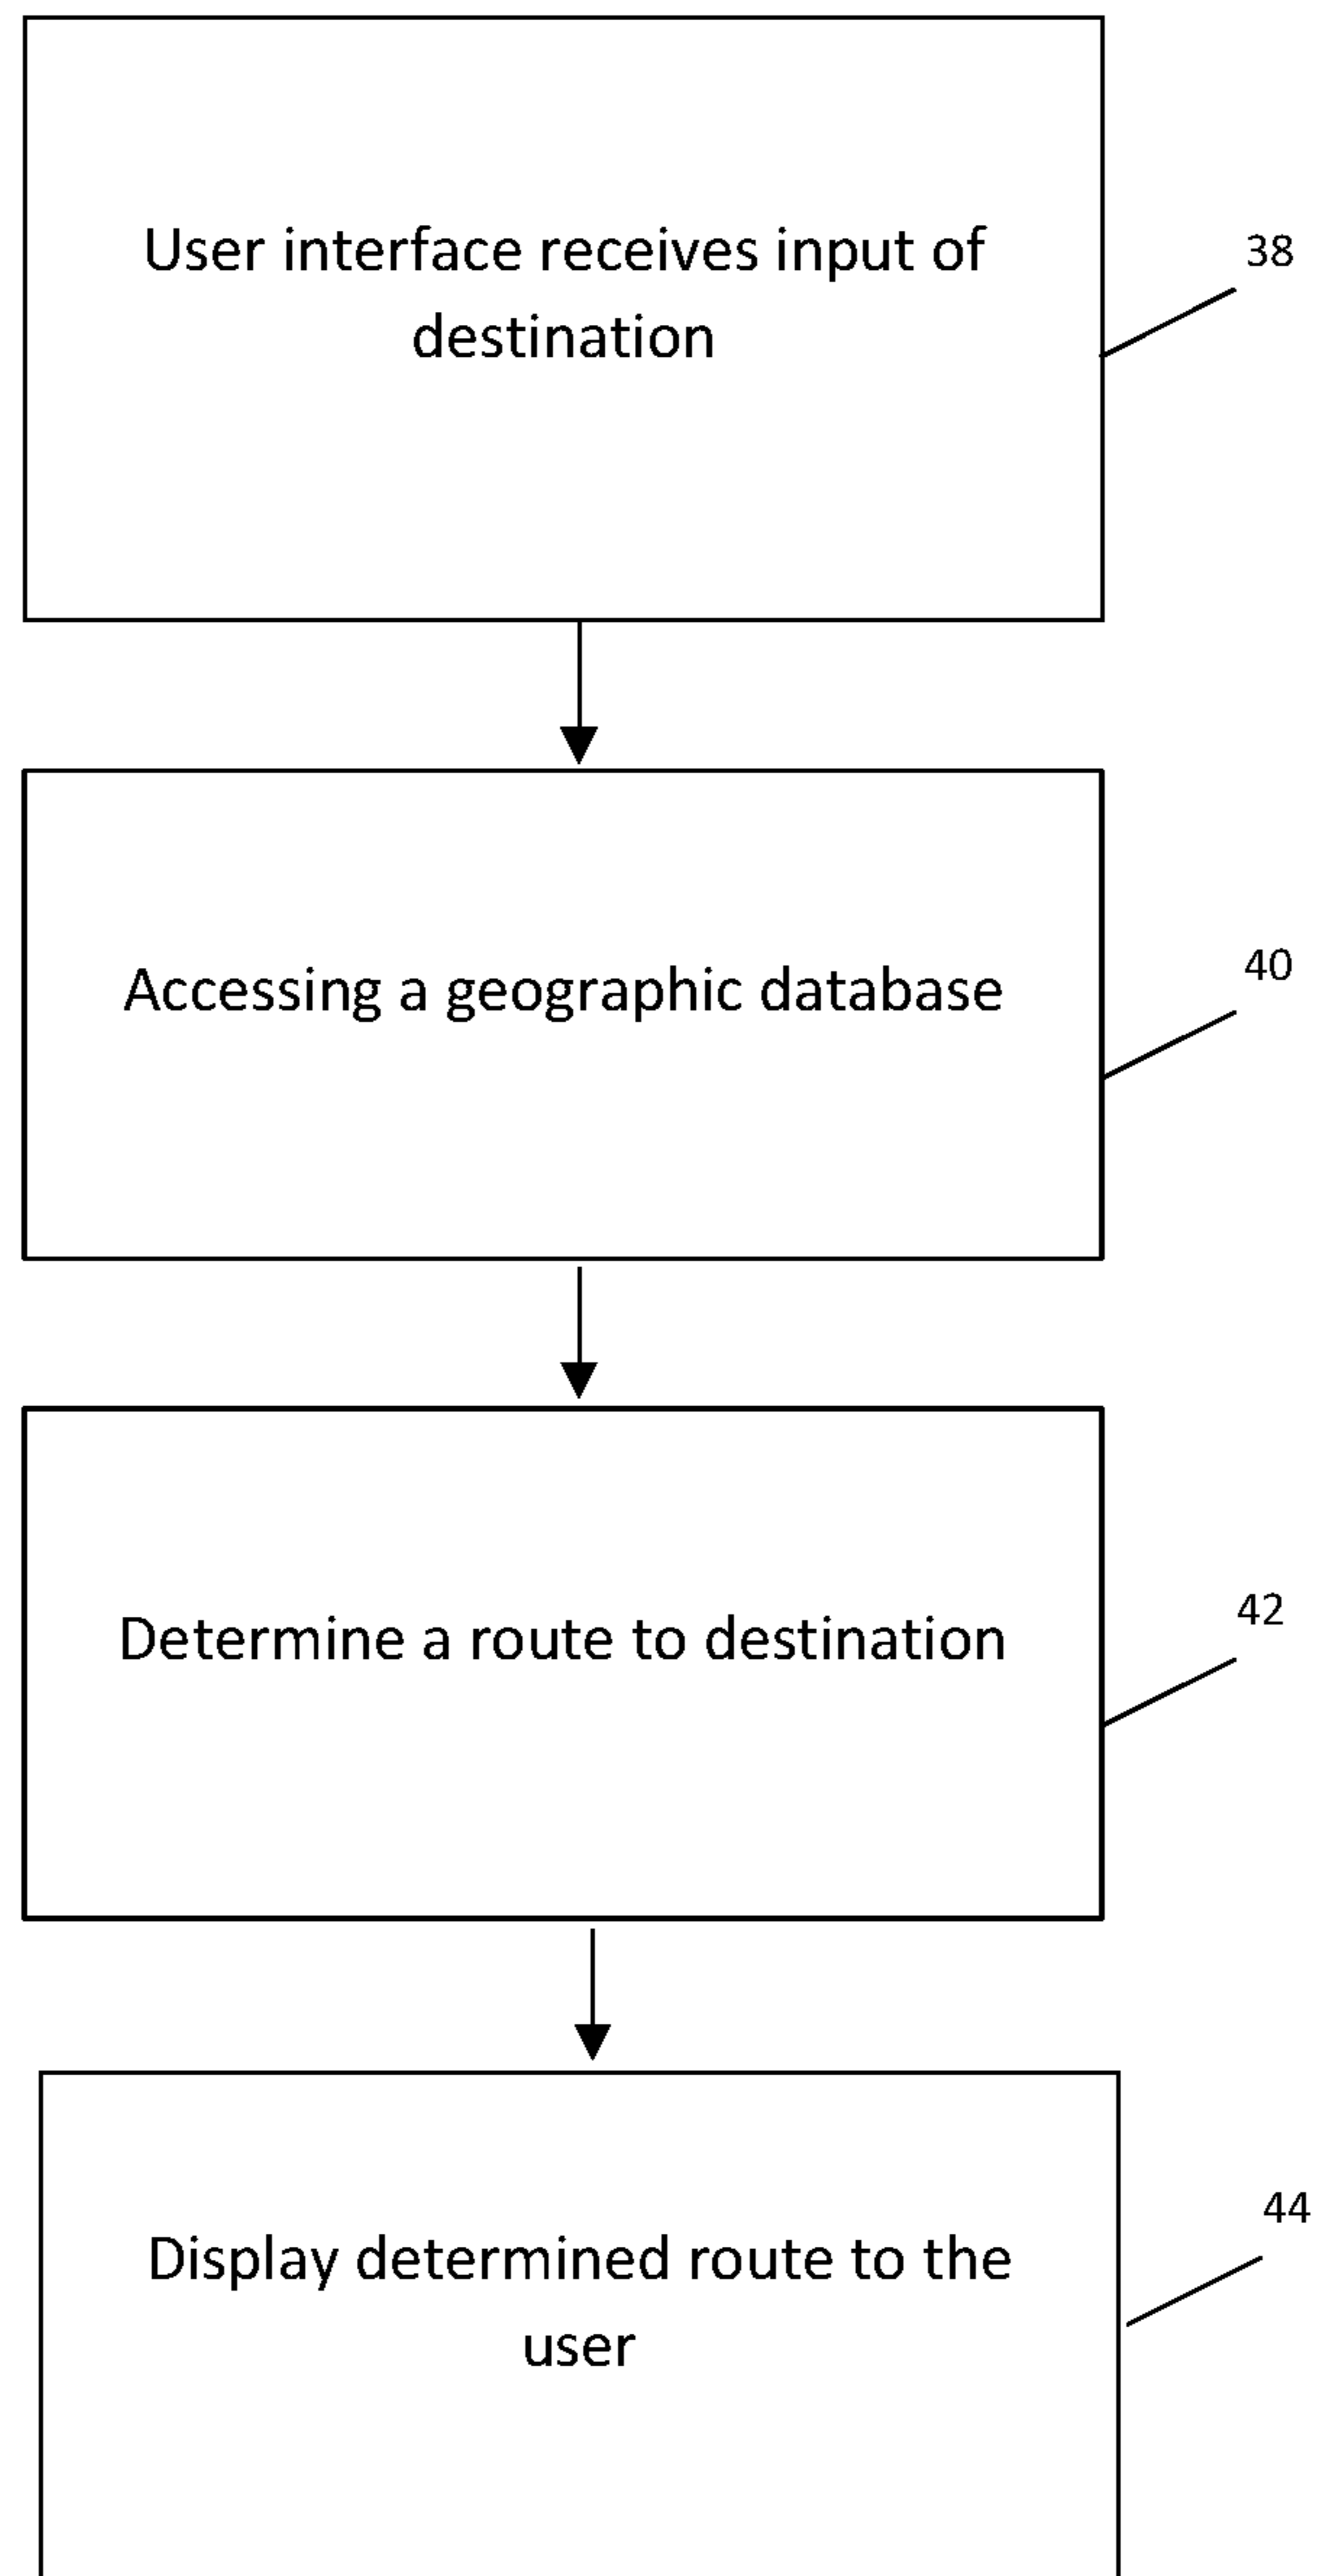 User interface receives input of
destination
38
Accessing a geographic database
40
Determine a route to destination
42
Display determined route to the
user
44